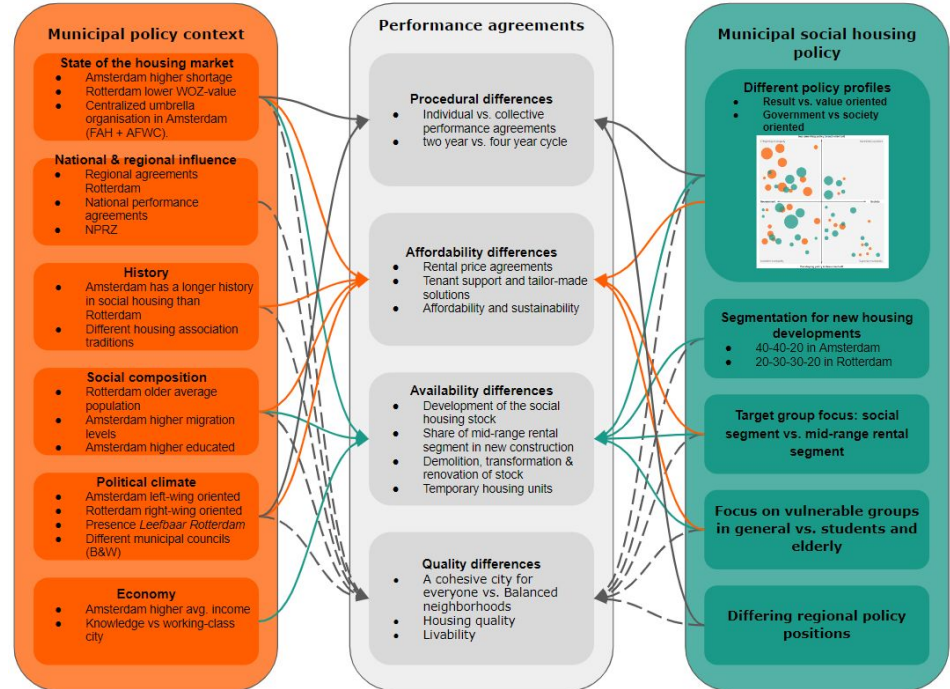 Municipal policy context
State of the housing market
● Amsterdam higher shortage
● Rotterdam lower WOZ-value
● Centralized umbrella
organisation in Amsterdam
(FAH + AFWC).
National & regional influence
● Regional agreements
Rotterdam
● National performance
agreements
● NPRZ
History
● Amsterdam has a longer history
in social housing than
Rotterdam
● Different housing association
traditions
Social composition
● Rotterdam older average
population
● Amsterdam higher migration
levels
● Amsterdam higher educated
Political climate
● Amsterdam left-wing oriented
● Rotterdam right-wing oriented
● Presence Leefbaar Rotterdam
● Different municipal councils
(B&W)
Economy
● Amsterdam higher avg. income
● Knowledge vs working-class
city
Performance agreements
Procedural differences
● Individual vs. collective
performance agreements
● two year vs. four year cycle
Affordability differences
● Rental price agreements
● Tenant support and tailor-made
solutions
● Affordability and sustainability
Availability differences
● Development of the social
housing stock
● Share of mid-range rental
segment in new construction
● Demolition, transformation &
renovation of stock
● Temporary housing units
Quality differences
● A cohesive city for
everyone vs. Balanced
neighborhoods
● Housing quality
● Livability
Municipal social housing
policy
Different policy profiles
● Result vs. value oriented
● Government vs society
oriented
Segmentation for new housing
developments
● 40-40-20 in Amsterdam
● 20-30-30-20 in Rotterdam
Target group focus: social
segment vs. mid-range rental
segment
Focus on vulnerable groups
in general vs. students and
elderly
Differing regional policy
positions